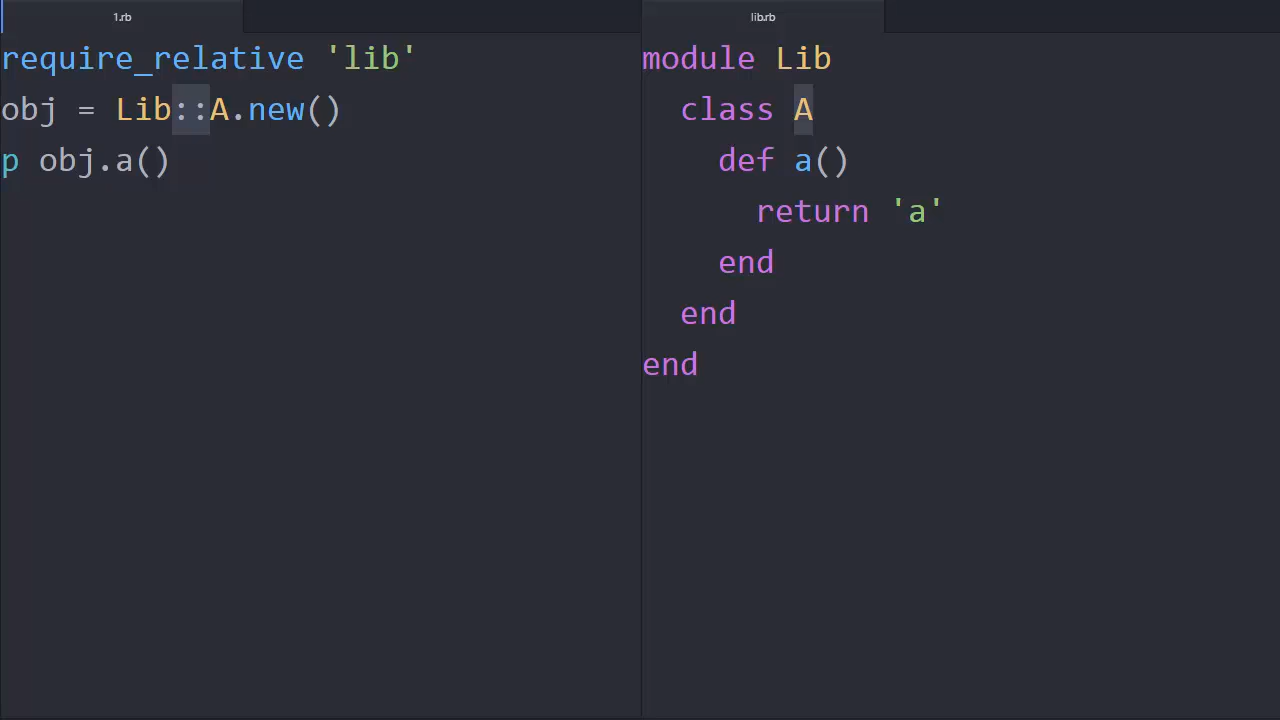 1.rb
require_relative 'lib'
obj = Lib::A.new()
p obj.a()
lib.rb
module Lib
  class A
    def a()
      return 'a'
    end
  end
end